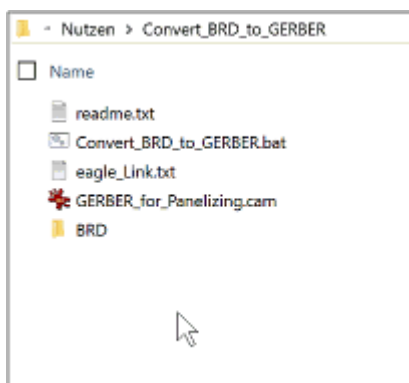 Nutzen > Convert_BRD_to_GERBER
Name
readme.txt
Convert_BRD_to_GERBER.bat
eagle_Link.txt
GERBER_for_Panelizing.cam
BRD